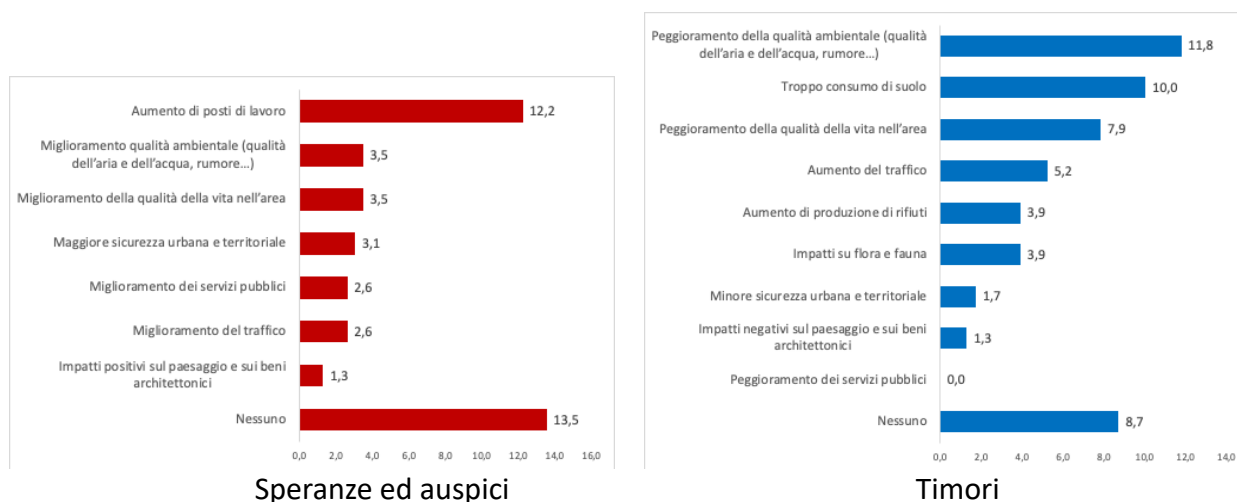 Aumento di posti di lavoro
12,2
Miglioramento qualità ambientale (qualità
dell'aria e dell'acqua, rumore…)
3,5
Miglioramento della qualità della vita nell'area
3,5
Maggiore sicurezza urbana e territoriale
3,1
Miglioramento dei servizi pubblici
2,6
Miglioramento del traffico
2,6
Impatti positivi sul paesaggio e sui beni
architettonici
1,3
Nessuno
13,5
0,0 2,0 4,0 6,0 8,0 10,0 12,0 14,0 16,0
Speranze ed auspici
Peggioramento della qualità ambientale (qualità
dell'aria e dell'acqua, rumore…)
11,8
Troppo consumo di suolo
10,0
Peggioramento della qualità della vita nell'area
7,9
Aumento del traffico
5,2
Aumento di produzione di rifiuti
3,9
Impatti su flora e fauna
3,9
Minore sicurezza urbana e territoriale
1,7
Impatti negativi sul paesaggio e sui beni
architettonici
1,3
Peggioramento dei servizi pubblici
0,0
Nessuno
8,7
0,0 2,0 4,0 6,0 8,0 10,0 12,0 14,0
Timori